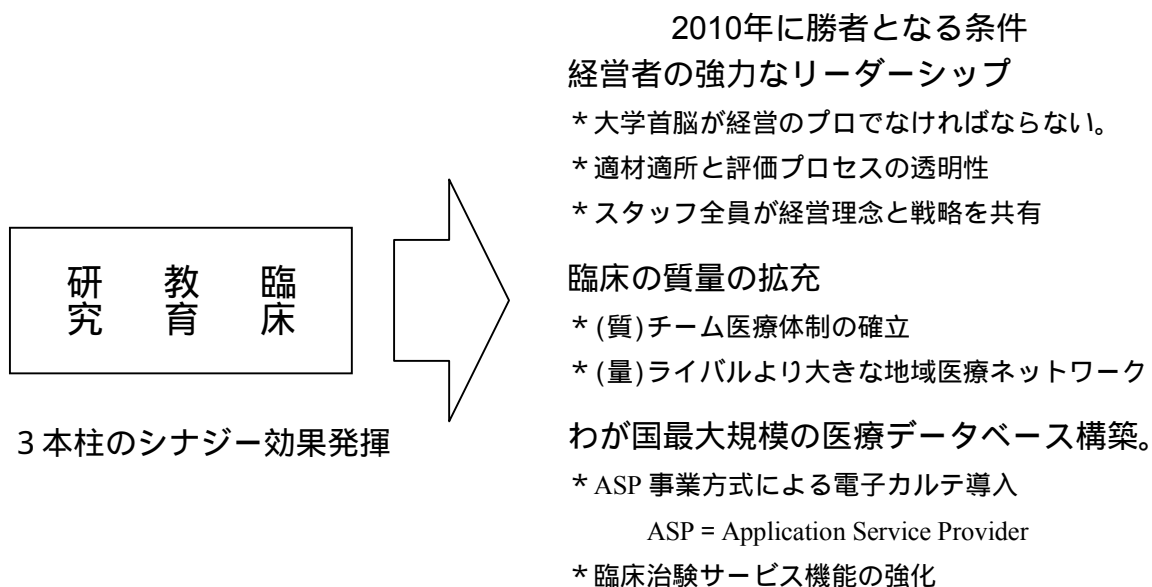 2010年に勝者となる条件
経営者の強力なリーダーシップ
*大学首脳が経営のプロでなければならない。
*適材適所と評価プロセスの透明性
*スタッフ全員が経営理念と戦略を共有
研究 教育 臨床
3本柱のシナジー効果発揮
臨床の質量の拡充
*(質)チーム医療体制の確立
*(量)ライバルより大きな地域医療ネットワーク
わが国最大規模の医療データベース構築。
*ASP 事業方式による電子カルテ導入
ASP = Application Service Provider
*臨床治験サービス機能の強化